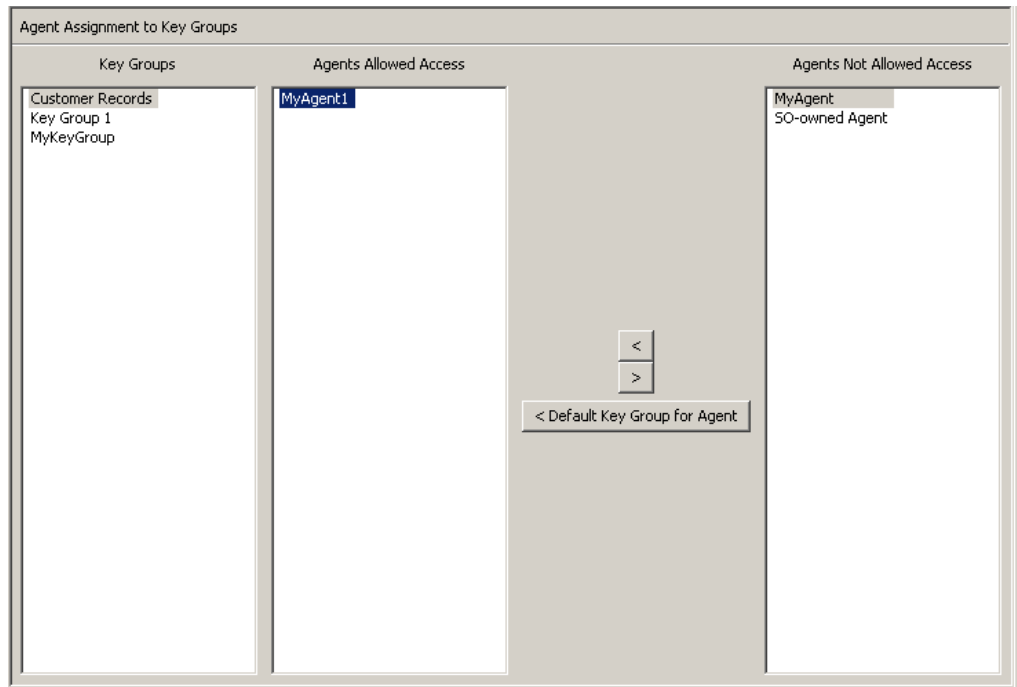 Agent Assignment to Key Groups
Key Groups
Agents Allowed Access
Agents Not Allowed Access
Customer Records
Key Group 1
MyKeyGroup
MyAgent1
MyAgent
SO-owned Agent
<
>
< Default Key Group for Agent